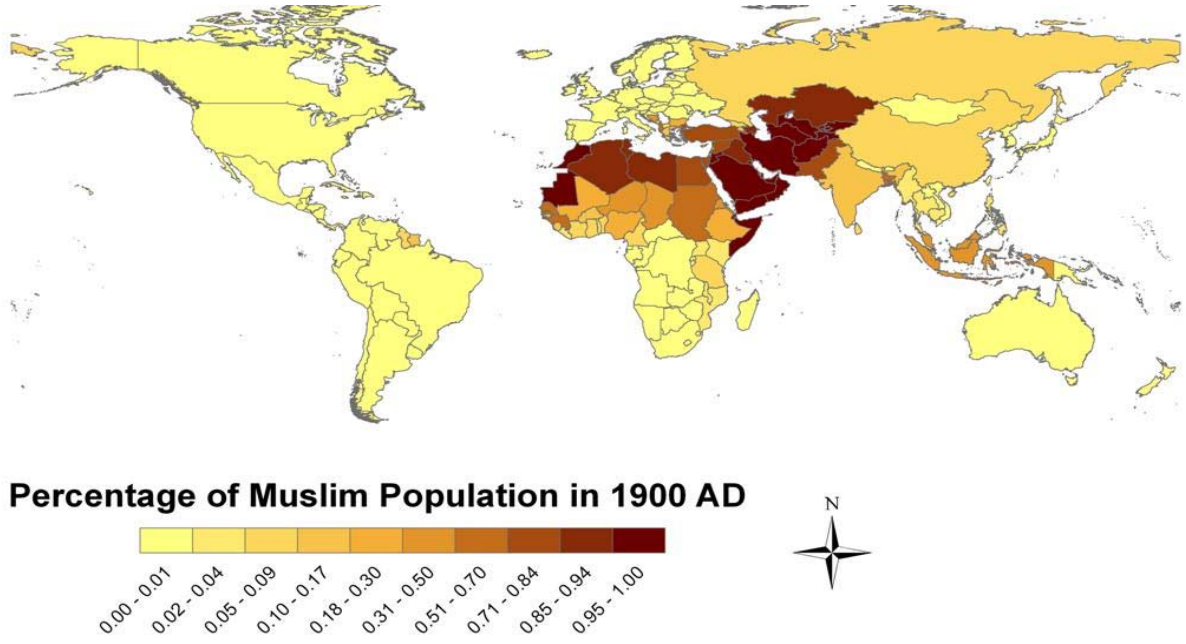 Percentage of Muslim Population in 1900 AD
N
0.00 - 0.01
0.02 - 0.04
0.05 - 0.09
0.10 - 0.17
0.18 - 0.30
0.31 - 0.50
0.51 - 0.70
0.71 - 0.84
0.85 - 0.94
0.95 - 1.00